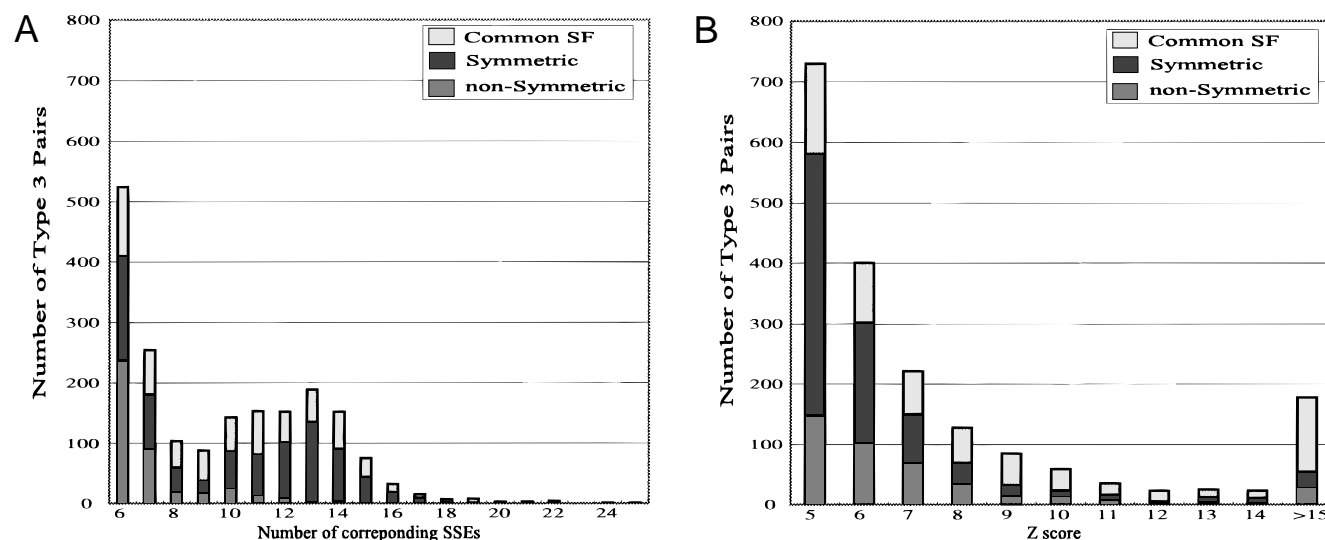 A
Number of Type 3 Pairs
800
700
600
500
400
300
200
100
0
Common SF
Symmetric
non-Symmetric
6 8 10 12 14 16 18 20 22 24
Number of correponding SSEs
B
Number of Type 3 Pairs
800
700
600
500
400
300
200
100
0
Common SF
Symmetric
non-Symmetric
5 6 7 8 9 10 11 12 13 14 >15
Z score